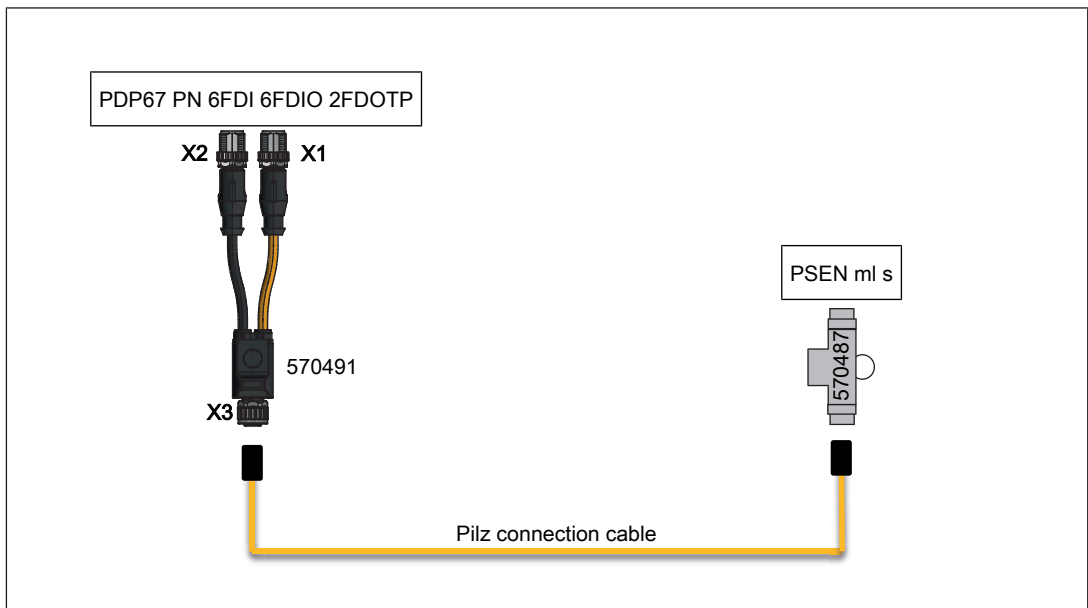 PDP67 PN 6FDI 6FDIO 2FDOTP
X2
X1
PSEN ml s
570487
570491
X3
Pilz connection cable